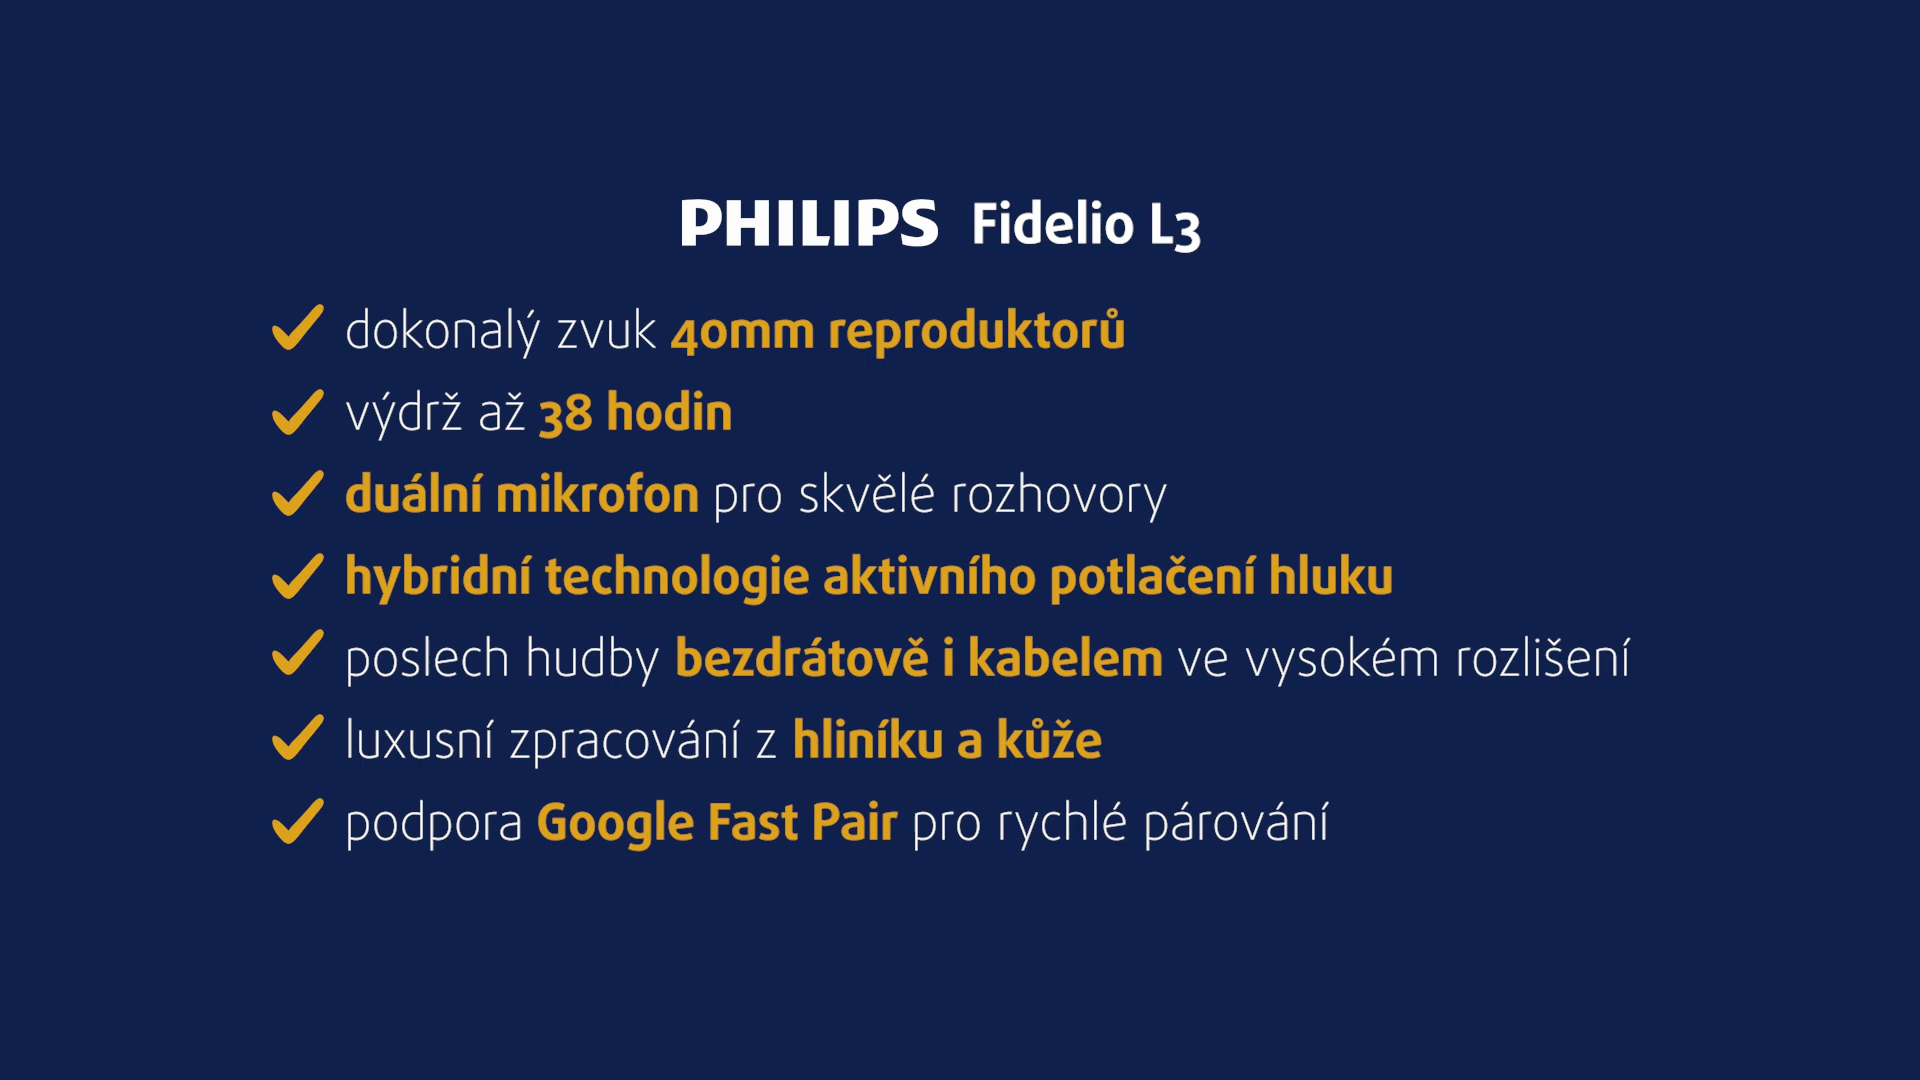 PHILIPS Fidelio L3
dokonalý zvuk 40mm reproduktorů
výdrž až 38 hodin
duální mikrofon pro skvělé rozhovory
hybridní technologie aktivního potlačení hluku
poslech hudby bezdrátově i kabelem ve vysokém rozlišení
luxusní zpracování z hliníku a kůže
podpora Google Fast Pair pro rychlé párování